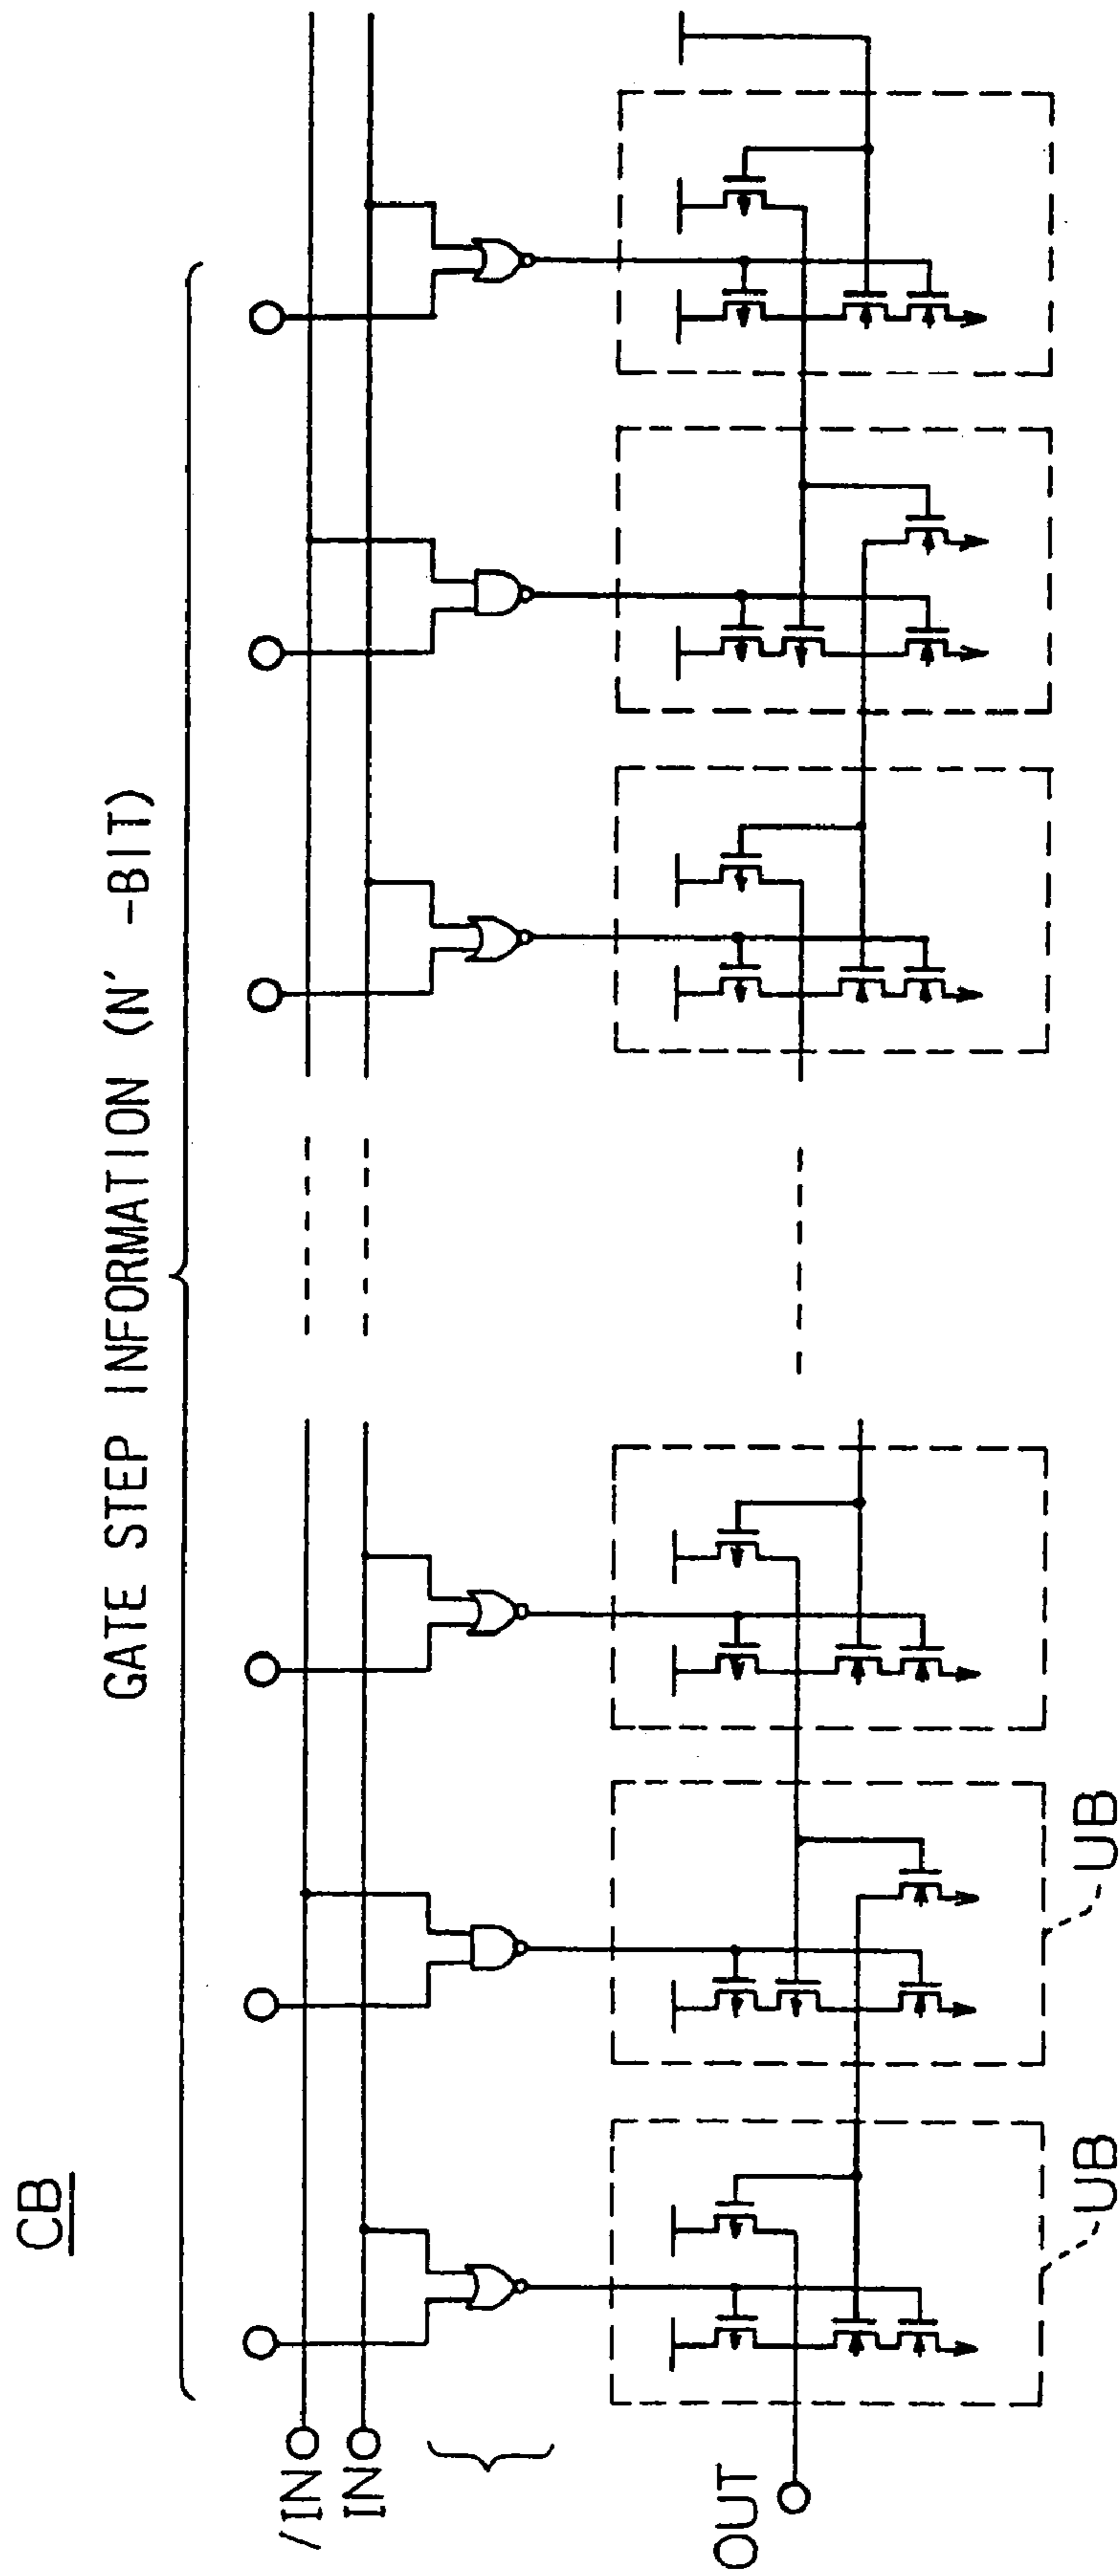 CB
GATE STEP INFORMATION (N′ -BIT)
/IN
IN
OUT
UB
UB